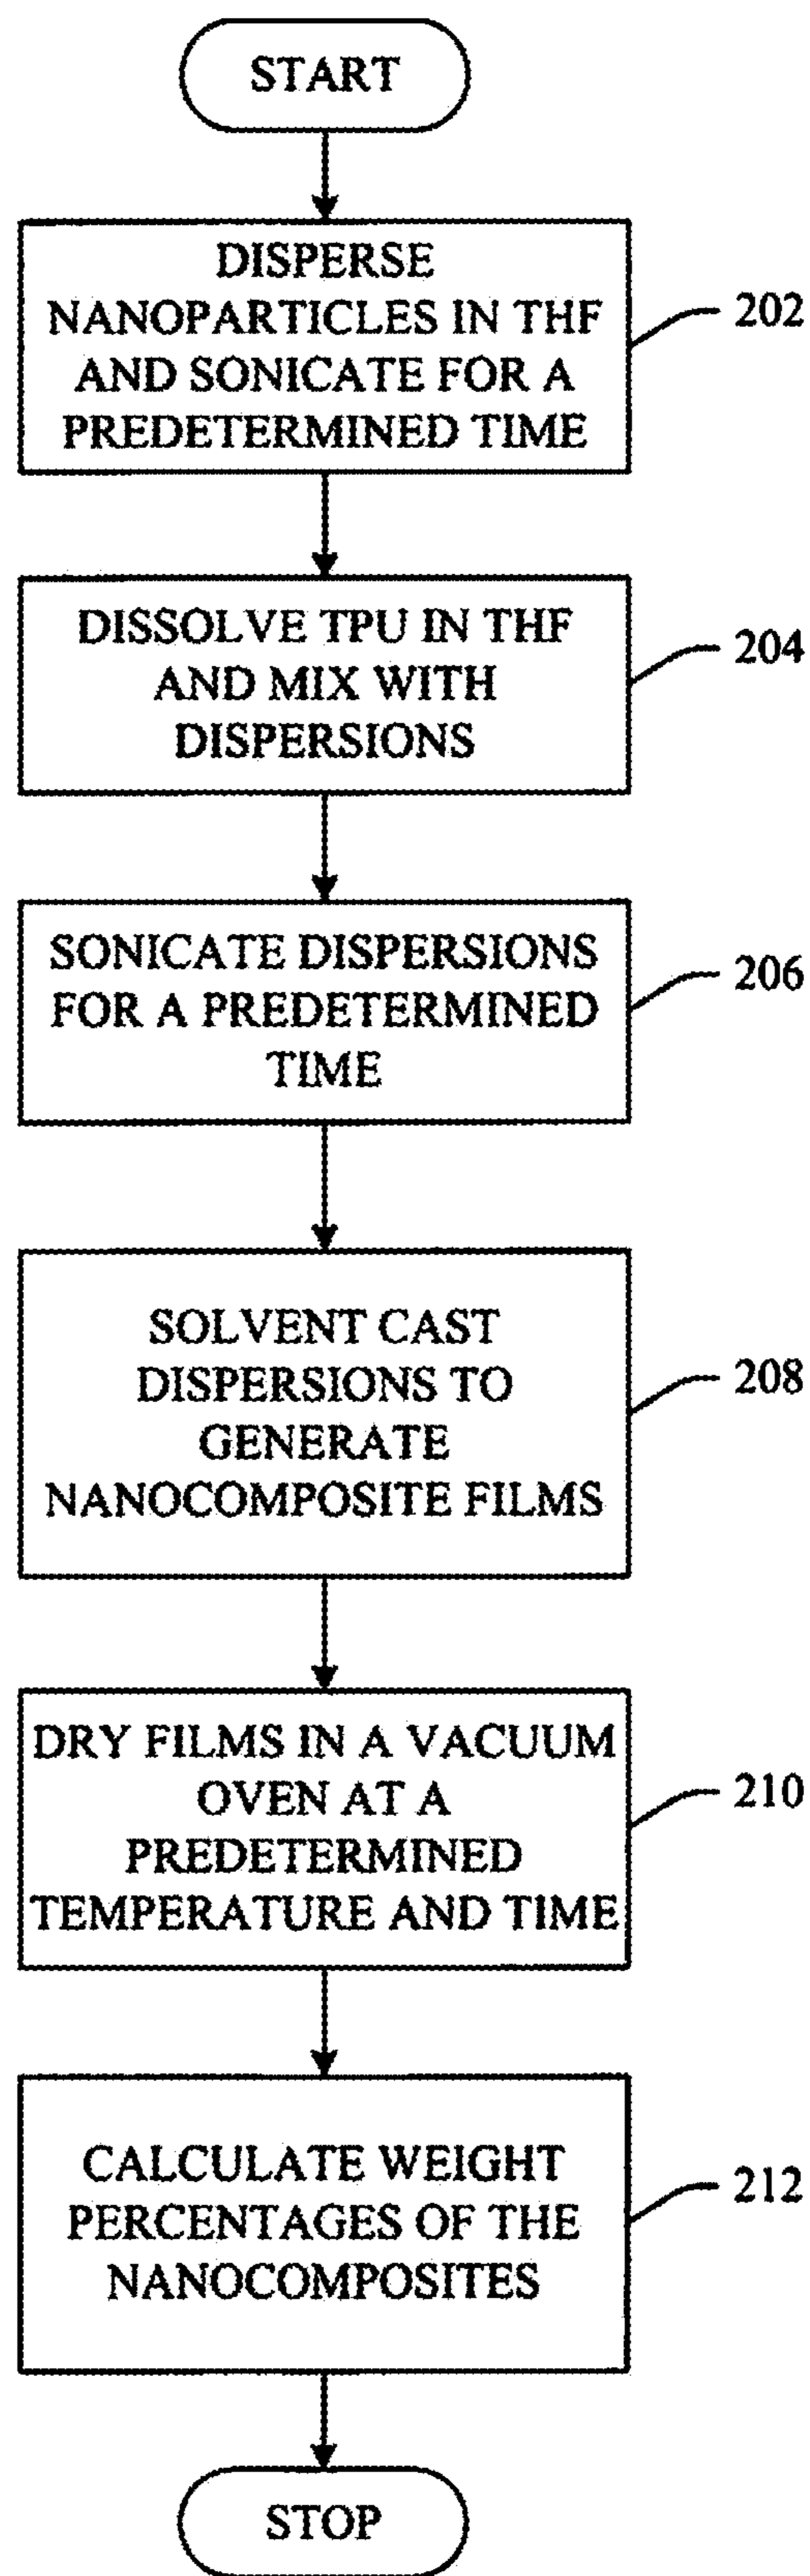 START
DISPERSE
NANOPARTICLES IN THF
AND SONICATE FOR A
PREDETERMINED TIME
202
DISSOLVE TPU IN THF
AND MIX WITH
DISPERSIONS
204
SONICATE DISPERSIONS
FOR A PREDETERMINED
TIME
206
SOLVENT CAST
DISPERSIONS TO
GENERATE
NANOCOMPOSITE FILMS
208
DRY FILMS IN A VACUUM
OVEN AT A
PREDETERMINED
TEMPERATURE AND TIME
210
CALCULATE WEIGHT
PERCENTAGES OF THE
NANOCOMPOSITES
212
STOP